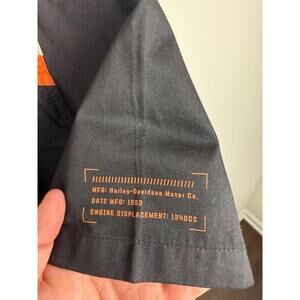 MFG: Harley-Davidson Motor Co.
DATE MFG: 1903
ENGINE DISPLACEMENT: 1340CC